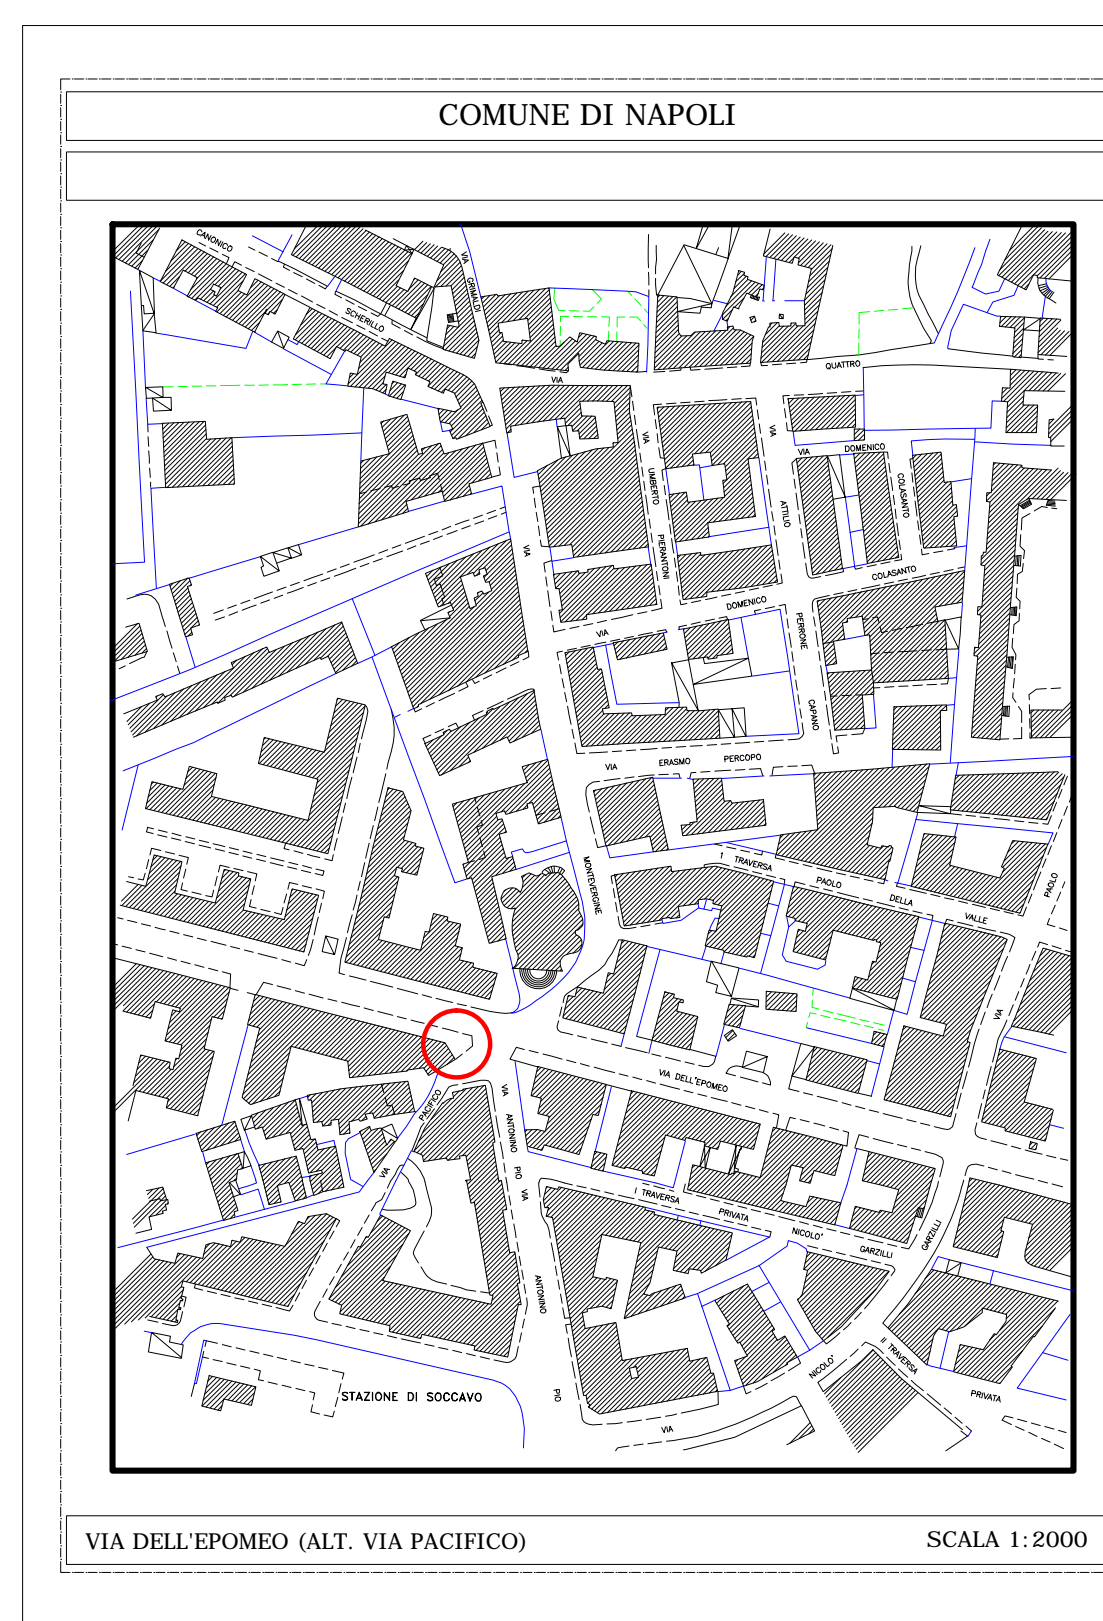 COMUNE DI NAPOLI
CANONICO
SCHERILLO
VIA
GRIMALDI
VIA
QUATTRO
VIA
UMBERTO
PIERANTONI
VIA
ATTILIO
PERRONE
CAPANO
VIA
DOMENICO
COLASANTO
COLASANTO
VIA
DOMENICO
VIA
MONTEVERGINE
VIA
ERASMO
PERCOPO
1 TRAVERSA
PAOLO
DELLA
VALLE
PAOLO
VIA
VIA DELL'EPOMEO
VIA
PACIFICO
VIA
ANTONINO
PIO
VIA
ANTONINO
PIO
I TRAVERSA
PRIVATA
NICOLO'
GARZILLI
GARZILLI
NICOLO'
VIA
II TRAVERSA
PRIVATA
STAZIONE DI SOCCAVO
VIA DELL'EPOMEO (ALT. VIA PACIFICO)
SCALA 1:2000